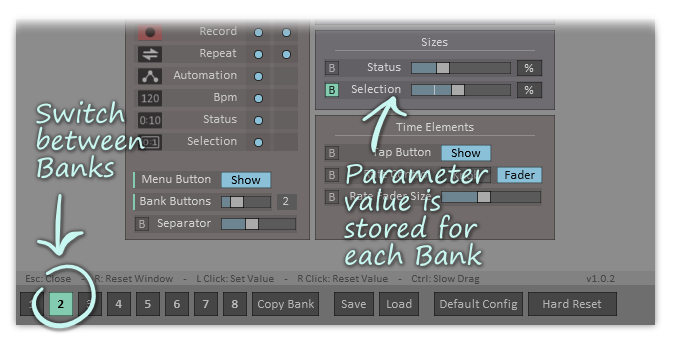 Record
Repeat
Automation
120 Bpm
0:10 Status
Selection
Menu Button Show
Bank Buttons 2
B Separator
Sizes
B Status %
B Selection %
Time Elements
B Tap Button Show
B Fader
B Rate Fader Size
Switch
between
Banks
Parameter
value is
stored for
each Bank
Esc: Close - R: Reset Window - L Click: Set Value - R Click: Reset Value - Ctrl: Slow Drag v1.0.2
1 2 3 4 5 6 7 8 Copy Bank Save Load Default Config Hard Reset